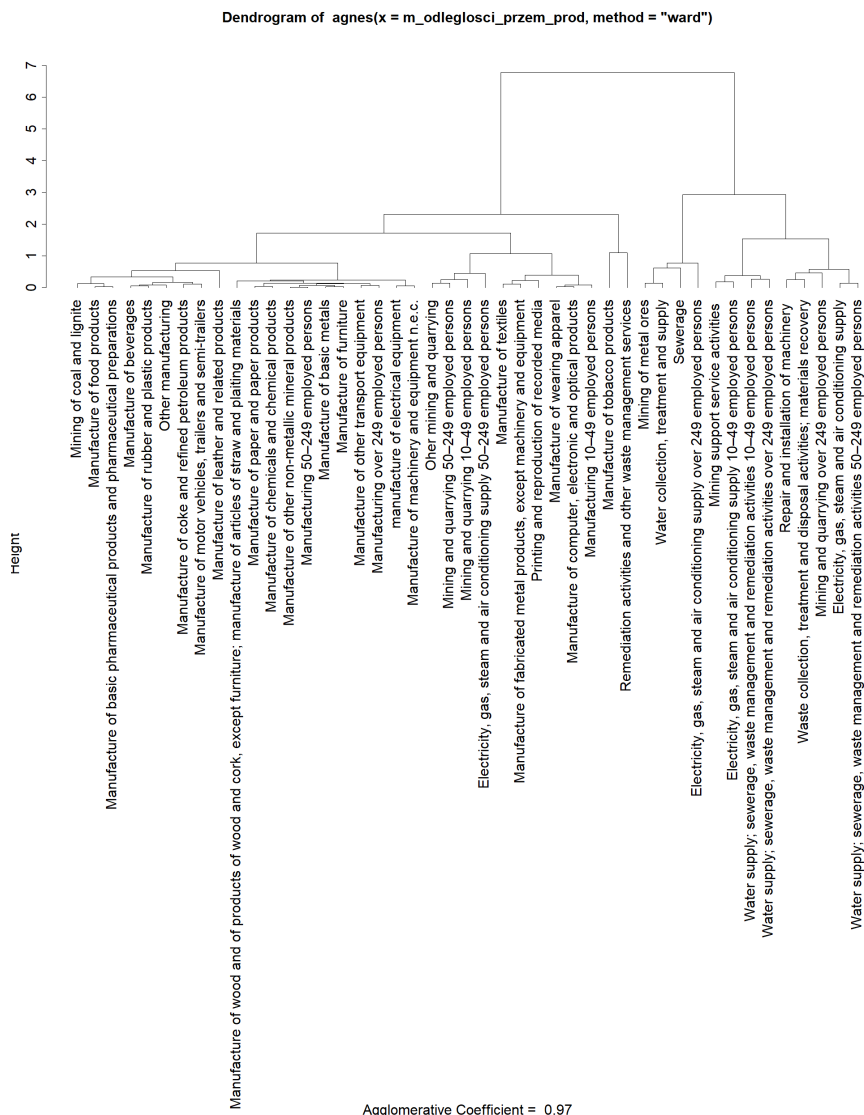 Dendrogram of agnes(x = m_odleglosci_przem_prod, method = "ward")
7
6
5
4
3
2
1
0
Height
Mining of coal and lignite
Manufacture of food products
Manufacture of basic pharmaceutical products and pharmaceutical preparations
Manufacture of beverages
Manufacture of rubber and plastic products
Other manufacturing
Manufacture of coke and refined petroleum products
Manufacture of motor vehicles, trailers and semi-trailers
Manufacture of leather and related products
Manufacture of wood and of products of wood and cork, except furniture; manufacture of articles of straw and plaiting materials
Manufacture of paper and paper products
Manufacture of chemicals and chemical products
Manufacture of other non-metallic mineral products
Manufacturing 50–249 employed persons
Manufacture of basic metals
Manufacture of furniture
Manufacture of other transport equipment
Manufacturing over 249 employed persons
manufacture of electrical equipment
Manufacture of machinery and equipment n.e.c.
Oher mining and quarrying
Mining and quarrying 50–249 employed persons
Mining and quarrying 10–49 employed persons
Electricity, gas, steam and air conditioning supply 50–249 employed persons
Manufacture of textiles
Manufacture of fabricated metal products, except machinery and equipment
Printing and reproduction of recorded media
Manufacture of wearing apparel
Manufacture of computer, electronic and optical products
Manufacturing 10–49 employed persons
Manufacture of tobacco products
Remediation activities and other waste management services
Mining of metal ores
Water collection, treatment and supply
Sewerage
Electricity, gas, steam and air conditioning supply over 249 employed persons
Mining support service activities
Electricity, gas, steam and air conditioning supply 10–49 employed persons
Water supply; sewerage, waste management and remediation activities 10–49 employed persons
Water supply; sewerage, waste management and remediation activities over 249 employed persons
Repair and installation of machinery
Waste collection, treatment and disposal activities; materials recovery
Mining and quarrying over 249 employed persons
Electricity, gas, steam and air conditioning supply
Water supply; sewerage, waste management and remediation activities 50–249 employed persons
Agglomerative Coefficient = 0.97